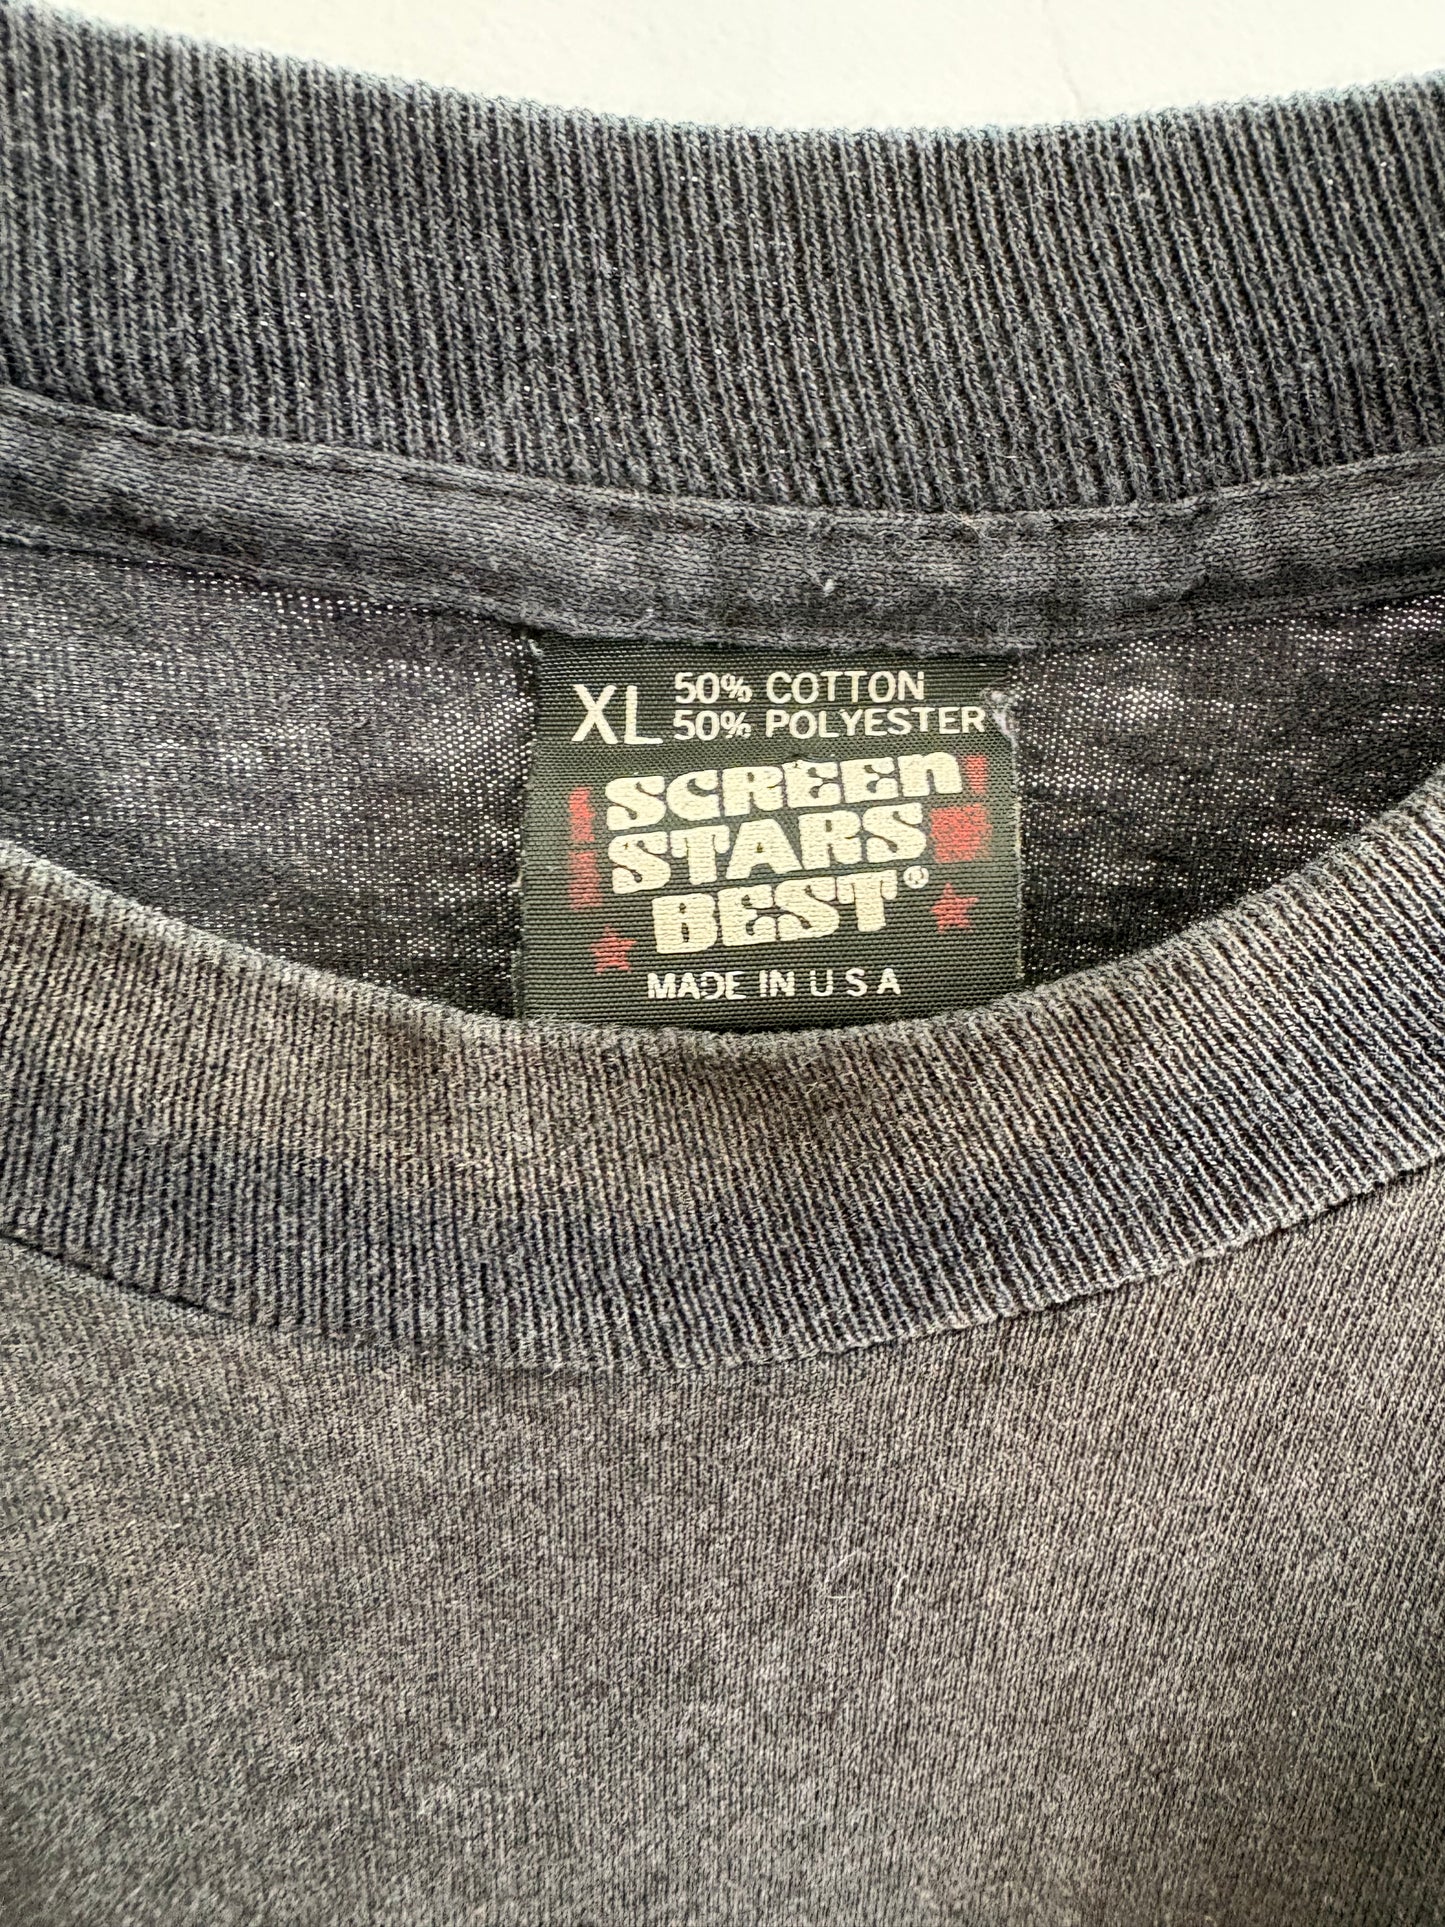 XL 50% COTTON
50% POLYESTER
SCREEN
STARS
BEST®
MADE IN U S A